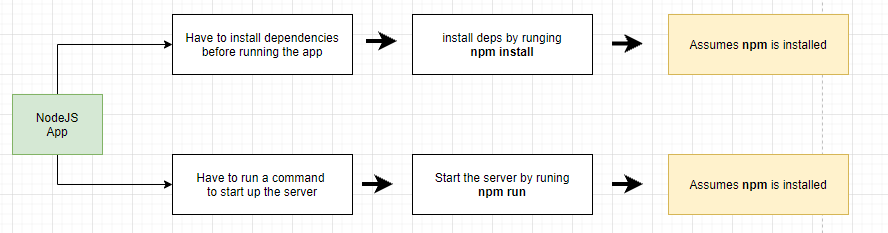 Have to install dependencies
before running the app
install deps by runging
npm install
Assumes npm is installed
NodeJS
App
Have to run a command
to start up the server
Start the server by runing
npm run
Assumes npm is installed